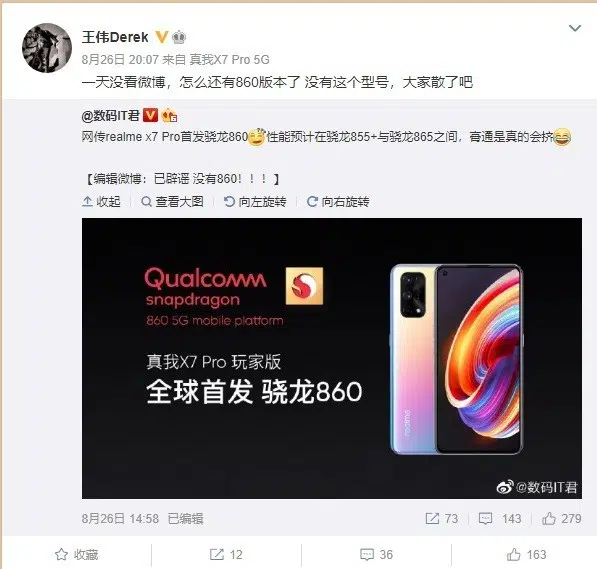 王伟Derek
8月26日 20:07 来自 真我X7 Pro 5G
一天没看微博，怎么还有860版本了 没有这个型号，大家散了吧
@数码IT君
网传realme x7 Pro首发骁龙860 性能预计在骁龙855+与骁龙865之间，膏通是真的会挤
【编辑微博：已辟谣 没有860！！！】
收起 查看大图 向左旋转 向右旋转
Qualcomm
snapdragon
860 5G mobile platform
真我X7 Pro 玩家版
全球首发 骁龙860
realme
@数码IT君
8月26日 14:58 已编辑 73 143 279
收藏 12 36 163